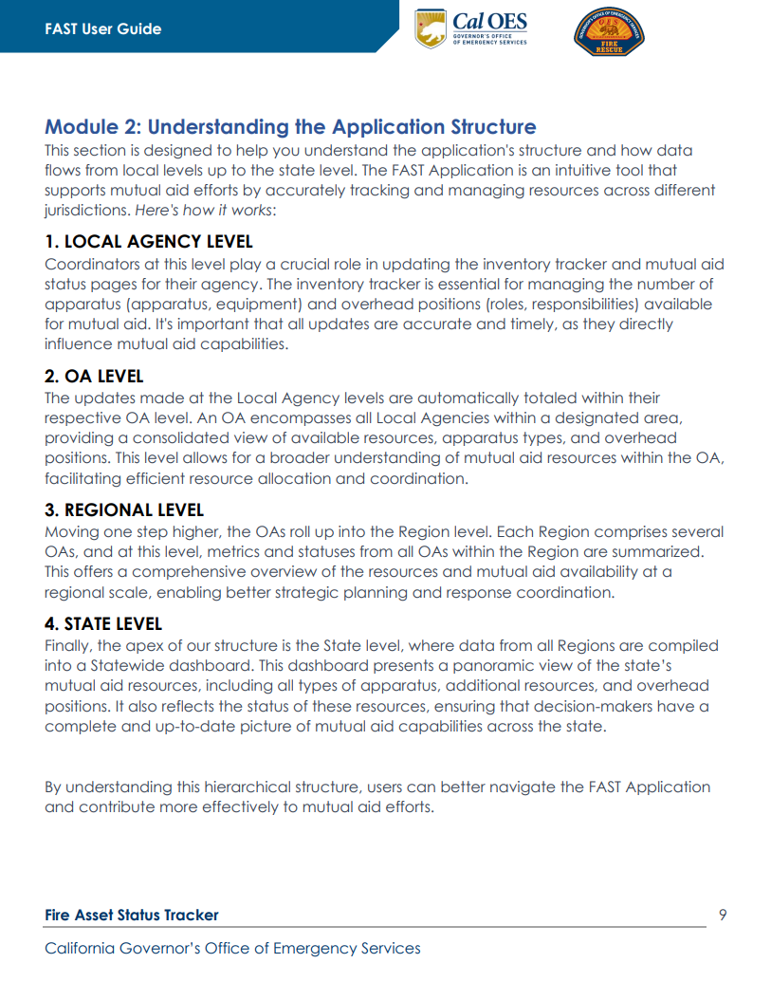 FAST User Guide
Cal OES
GOVERNOR'S OFFICE
OF EMERGENCY SERVICES
GOVERNOR'S OFFICE OF EMERGENCY SERVICES
OES
FIRE
RESCUE
Module 2: Understanding the Application Structure
This section is designed to help you understand the application's structure and how data
flows from local levels up to the state level. The FAST Application is an intuitive tool that
supports mutual aid efforts by accurately tracking and managing resources across different
jurisdictions. Here's how it works:
1. LOCAL AGENCY LEVEL
Coordinators at this level play a crucial role in updating the inventory tracker and mutual aid
status pages for their agency. The inventory tracker is essential for managing the number of
apparatus (apparatus, equipment) and overhead positions (roles, responsibilities) available
for mutual aid. It's important that all updates are accurate and timely, as they directly
influence mutual aid capabilities.
2. OA LEVEL
The updates made at the Local Agency levels are automatically totaled within their
respective OA level. An OA encompasses all Local Agencies within a designated area,
providing a consolidated view of available resources, apparatus types, and overhead
positions. This level allows for a broader understanding of mutual aid resources within the OA,
facilitating efficient resource allocation and coordination.
3. REGIONAL LEVEL
Moving one step higher, the OAs roll up into the Region level. Each Region comprises several
OAs, and at this level, metrics and statuses from all OAs within the Region are summarized.
This offers a comprehensive overview of the resources and mutual aid availability at a
regional scale, enabling better strategic planning and response coordination.
4. STATE LEVEL
Finally, the apex of our structure is the State level, where data from all Regions are compiled
into a Statewide dashboard. This dashboard presents a panoramic view of the state’s
mutual aid resources, including all types of apparatus, additional resources, and overhead
positions. It also reflects the status of these resources, ensuring that decision-makers have a
complete and up-to-date picture of mutual aid capabilities across the state.
By understanding this hierarchical structure, users can better navigate the FAST Application
and contribute more effectively to mutual aid efforts.
Fire Asset Status Tracker 9
California Governor’s Office of Emergency Services